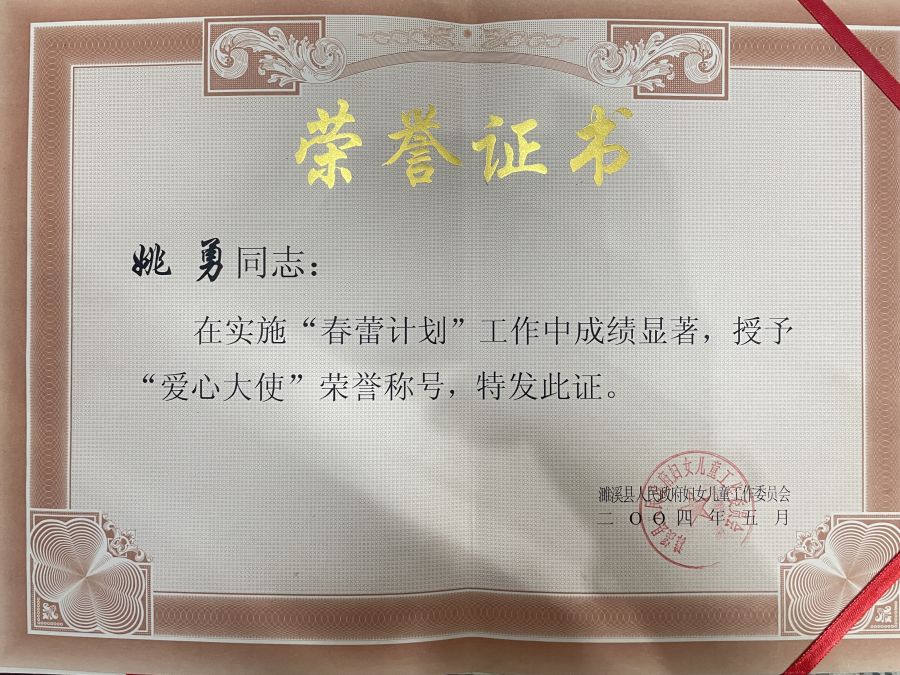 荣誉证书
姚勇同志：
在实施“春蕾计划”工作中成绩显著，授予
“爱心大使”荣誉称号，特发此证。
濉溪县人民政府妇女儿童工作委员会
二〇〇四年五月